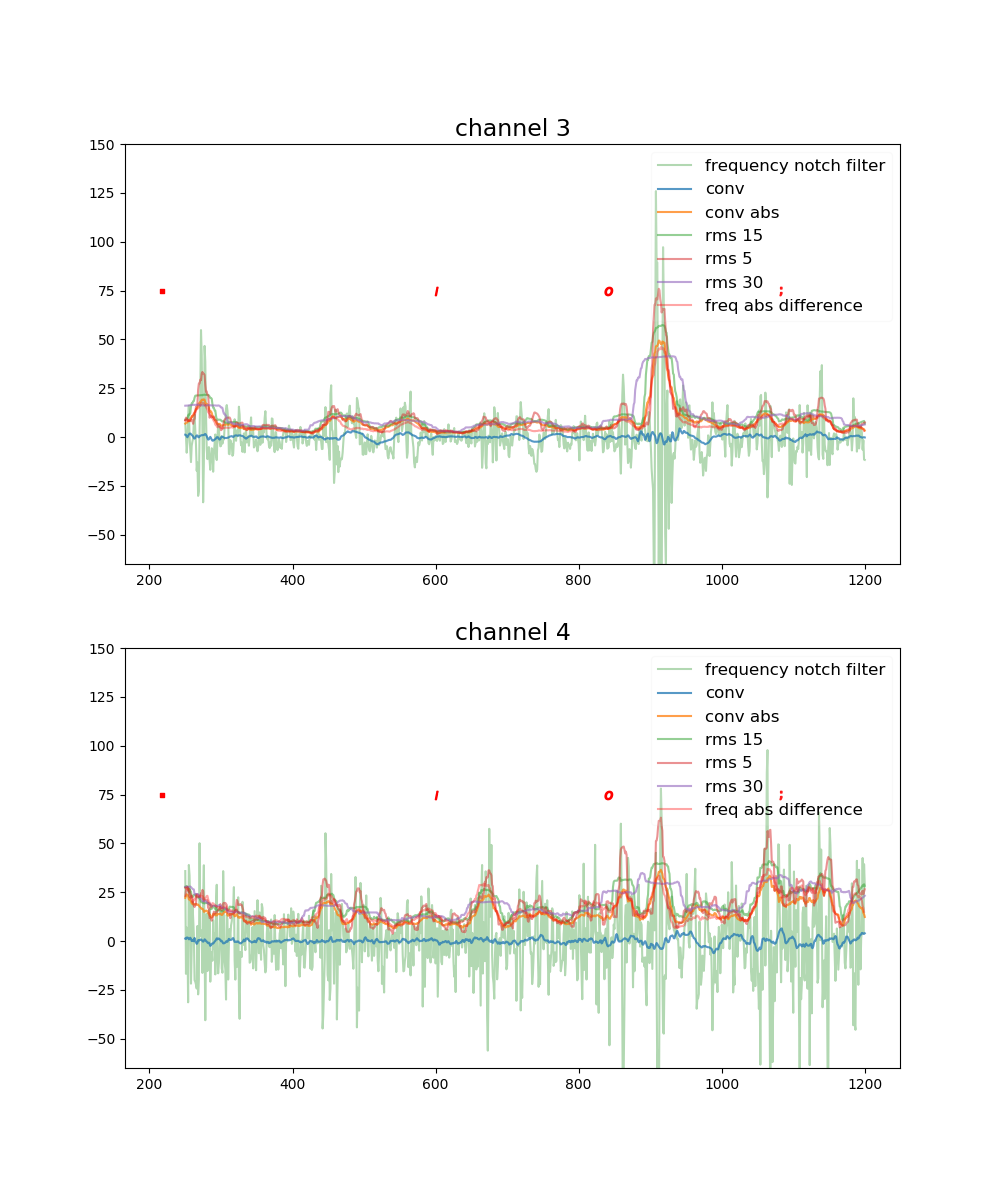 channel 3
150
125
100
75
50
25
0
−25
−50
frequency notch filter
conv
conv abs
rms 15
rms 5
rms 30
freq abs difference
. l o ;
200 400 600 800 1000 1200
channel 4
150
125
100
75
50
25
0
−25
−50
frequency notch filter
conv
conv abs
rms 15
rms 5
rms 30
freq abs difference
. l o ;
200 400 600 800 1000 1200